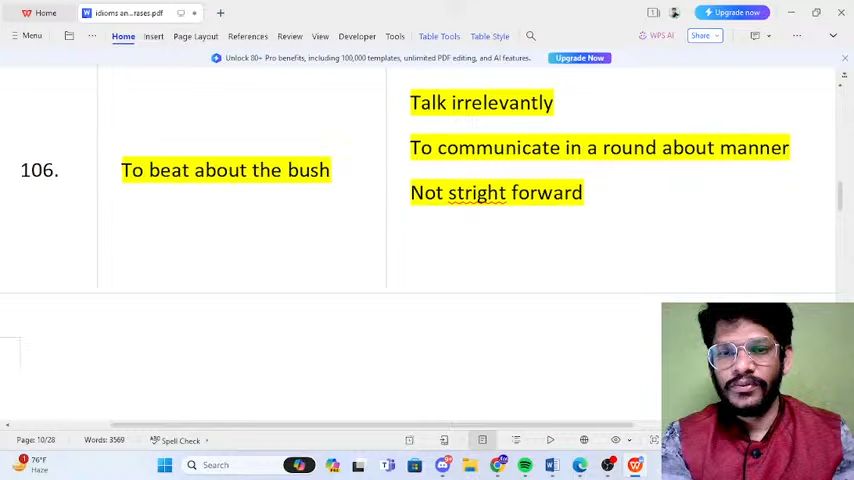 Home
idioms an...rases.pdf
Upgrade now
Menu
Home Insert Page Layout References Review View Developer Tools Table Tools Table Style
WPS AI
Share
Unlock 80+ Pro benefits, including 100,000 templates, unlimited PDF editing, and AI features.
Upgrade Now
106.
To beat about the bush
Talk irrelevantly
To communicate in a round about manner
Not stright forward
Page: 10/28 Words: 3569 Spell Check
76°F
Haze
Search